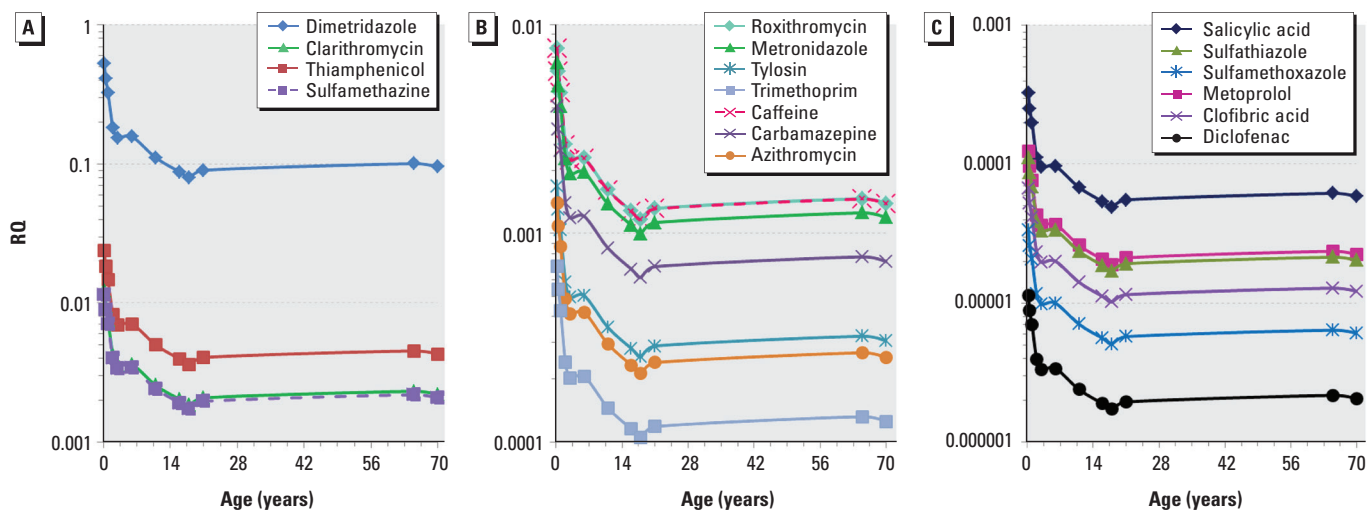 A
1
0.1
0.01
0.001
RQ
0
14
28
42
56
70
Age (years)
Dimetridazole
Clarithromycin
Thiamphenicol
Sulfamethazine
B
0.01
0.001
0.0001
0
14
28
42
56
70
Age (years)
Roxithromycin
Metronidazole
Tylosin
Trimethoprim
Caffeine
Carbamazepine
Azithromycin
C
0.001
0.0001
0.00001
0.000001
0
14
28
42
56
70
Age (years)
Salicylic acid
Sulfathiazole
Sulfamethoxazole
Metoprolol
Clofibric acid
Diclofenac